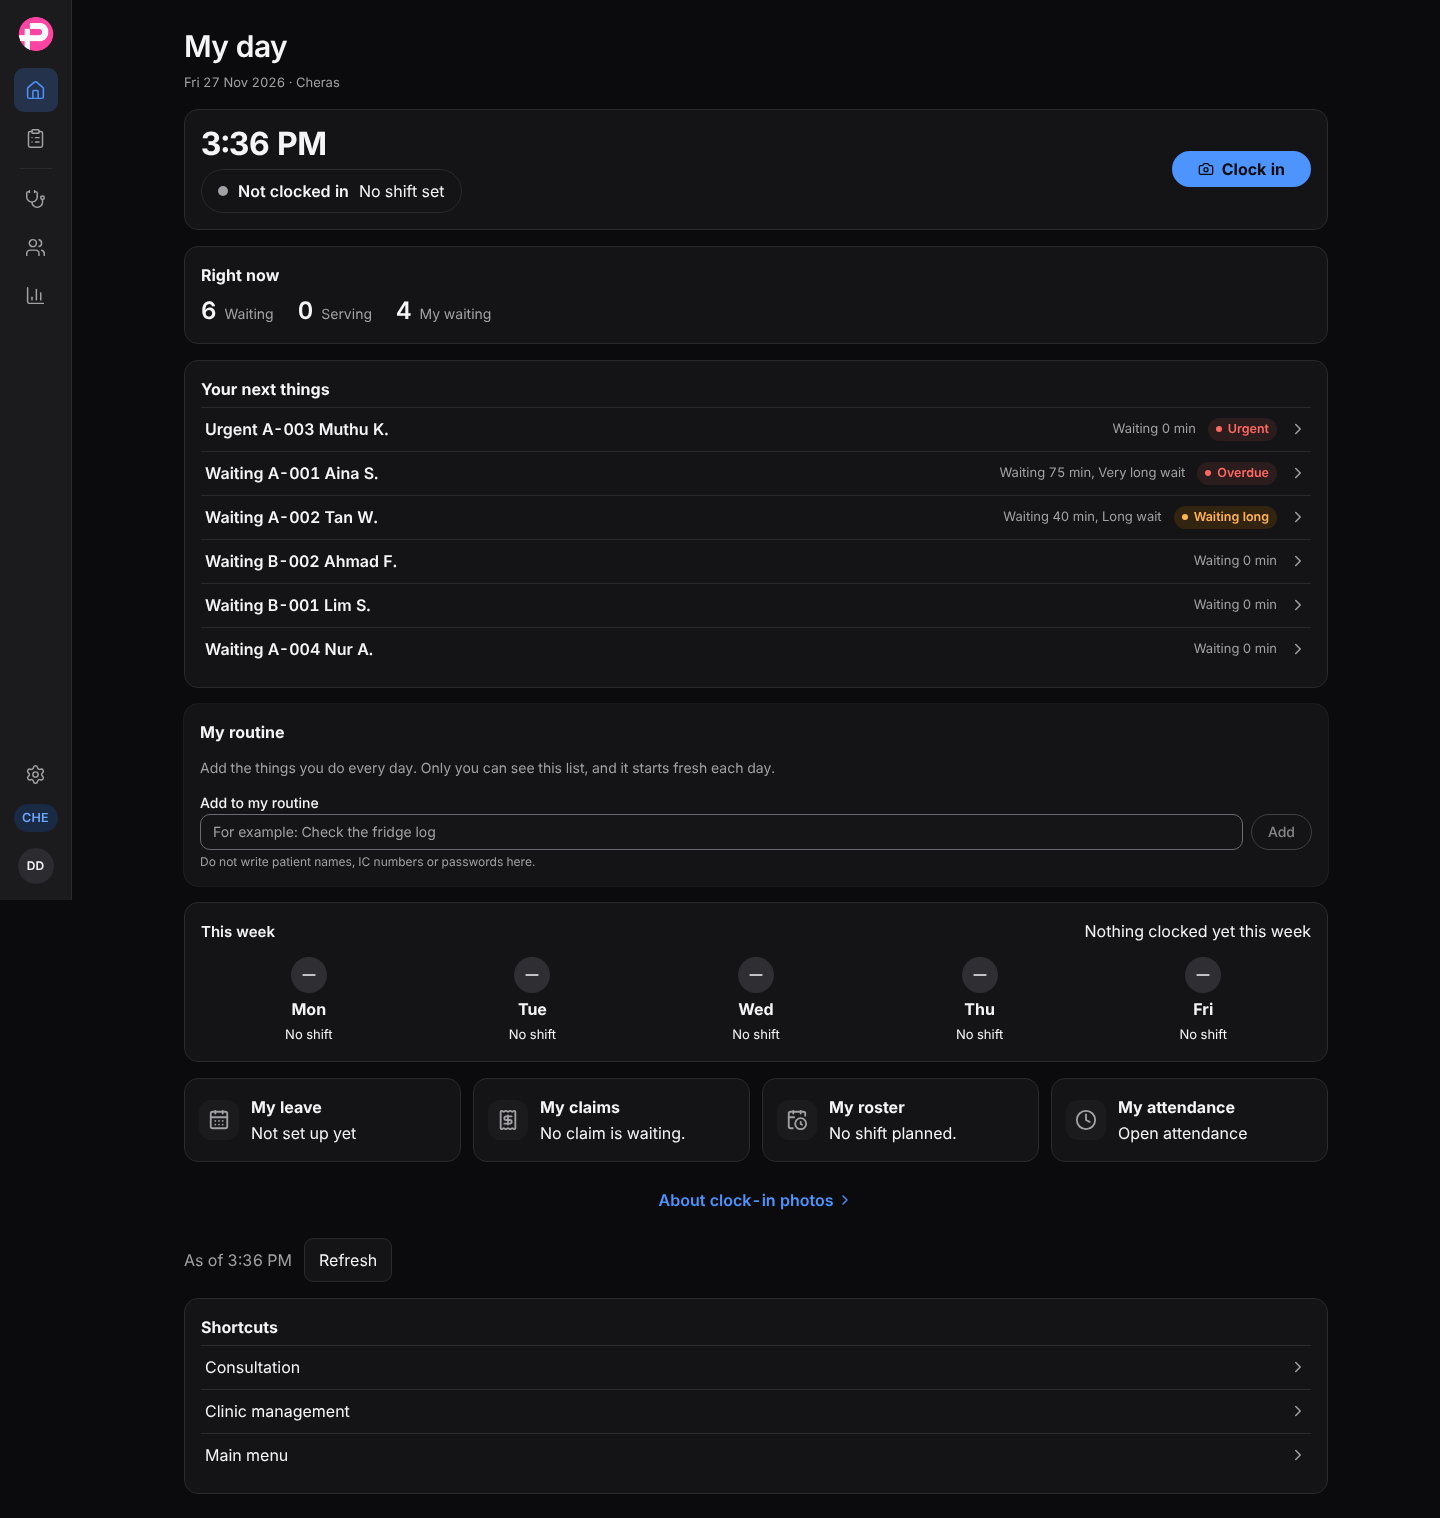 My day
Fri 27 Nov 2026 · Cheras
3:36 PM
Not clocked in No shift set
Clock in
Right now
6 Waiting 0 Serving 4 My waiting
Your next things
Urgent A-003 Muthu K. Waiting 0 min Urgent
Waiting A-001 Aina S. Waiting 75 min, Very long wait Overdue
Waiting A-002 Tan W. Waiting 40 min, Long wait Waiting long
Waiting B-002 Ahmad F. Waiting 0 min
Waiting B-001 Lim S. Waiting 0 min
Waiting A-004 Nur A. Waiting 0 min
My routine
Add the things you do every day. Only you can see this list, and it starts fresh each day.
Add to my routine
For example: Check the fridge log Add
Do not write patient names, IC numbers or passwords here.
CHE
DD
This week Nothing clocked yet this week
Mon Tue Wed Thu Fri
No shift No shift No shift No shift No shift
My leave
Not set up yet
My claims
No claim is waiting.
My roster
No shift planned.
My attendance
Open attendance
About clock-in photos
As of 3:36 PM Refresh
Shortcuts
Consultation
Clinic management
Main menu